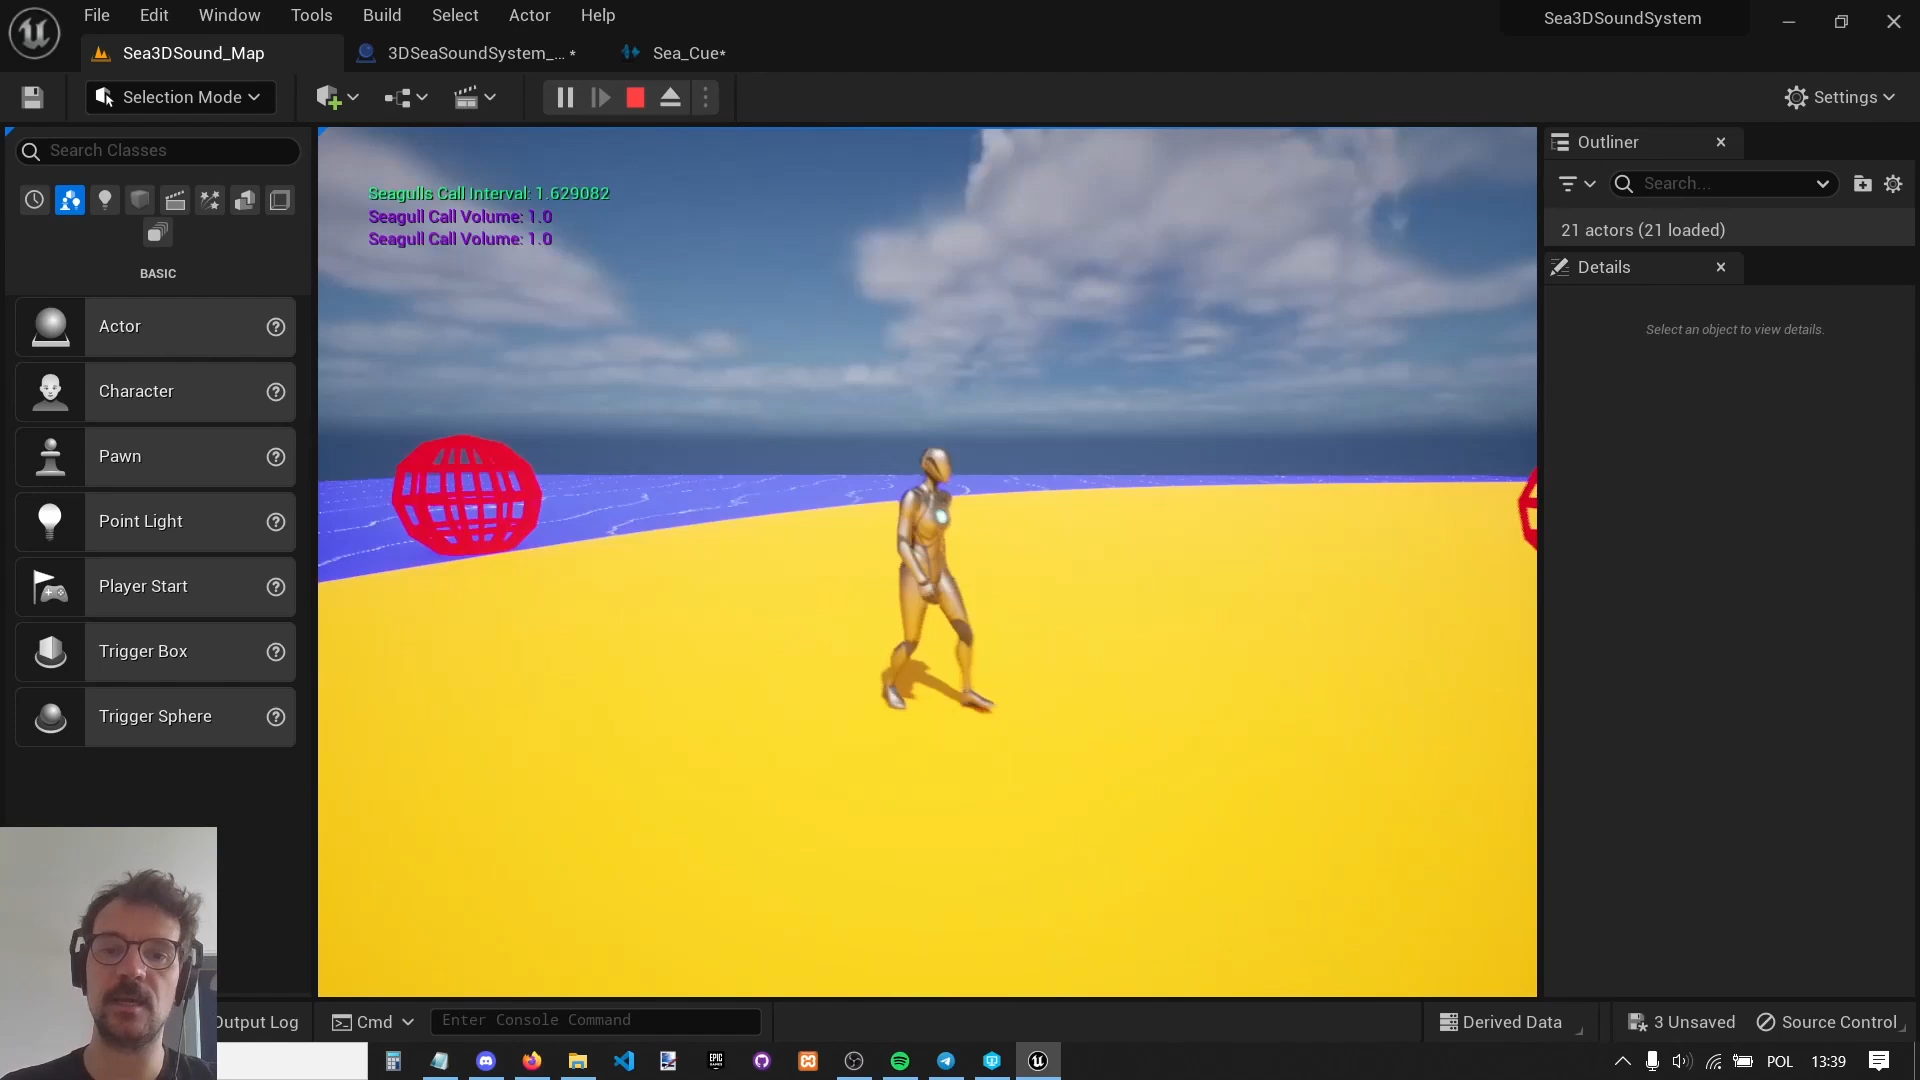 File Edit Window Tools Build Select Actor Help
Sea3DSoundSystem
Sea3DSound_Map
3DSeaSoundSystem_... *
Sea_Cue*
Selection Mode
Settings
Search Classes
BASIC
Actor
Character
Pawn
Point Light
Player Start
Trigger Box
Trigger Sphere
Seagulls Call Interval: 1.629082
Seagull Call Volume: 1.0
Seagull Call Volume: 1.0
Outliner
Search...
21 actors (21 loaded)
Details
Select an object to view details.
Output Log
Cmd
Enter Console Command
Derived Data
3 Unsaved
Source Control
EPIC
GAMES
POL
13:39